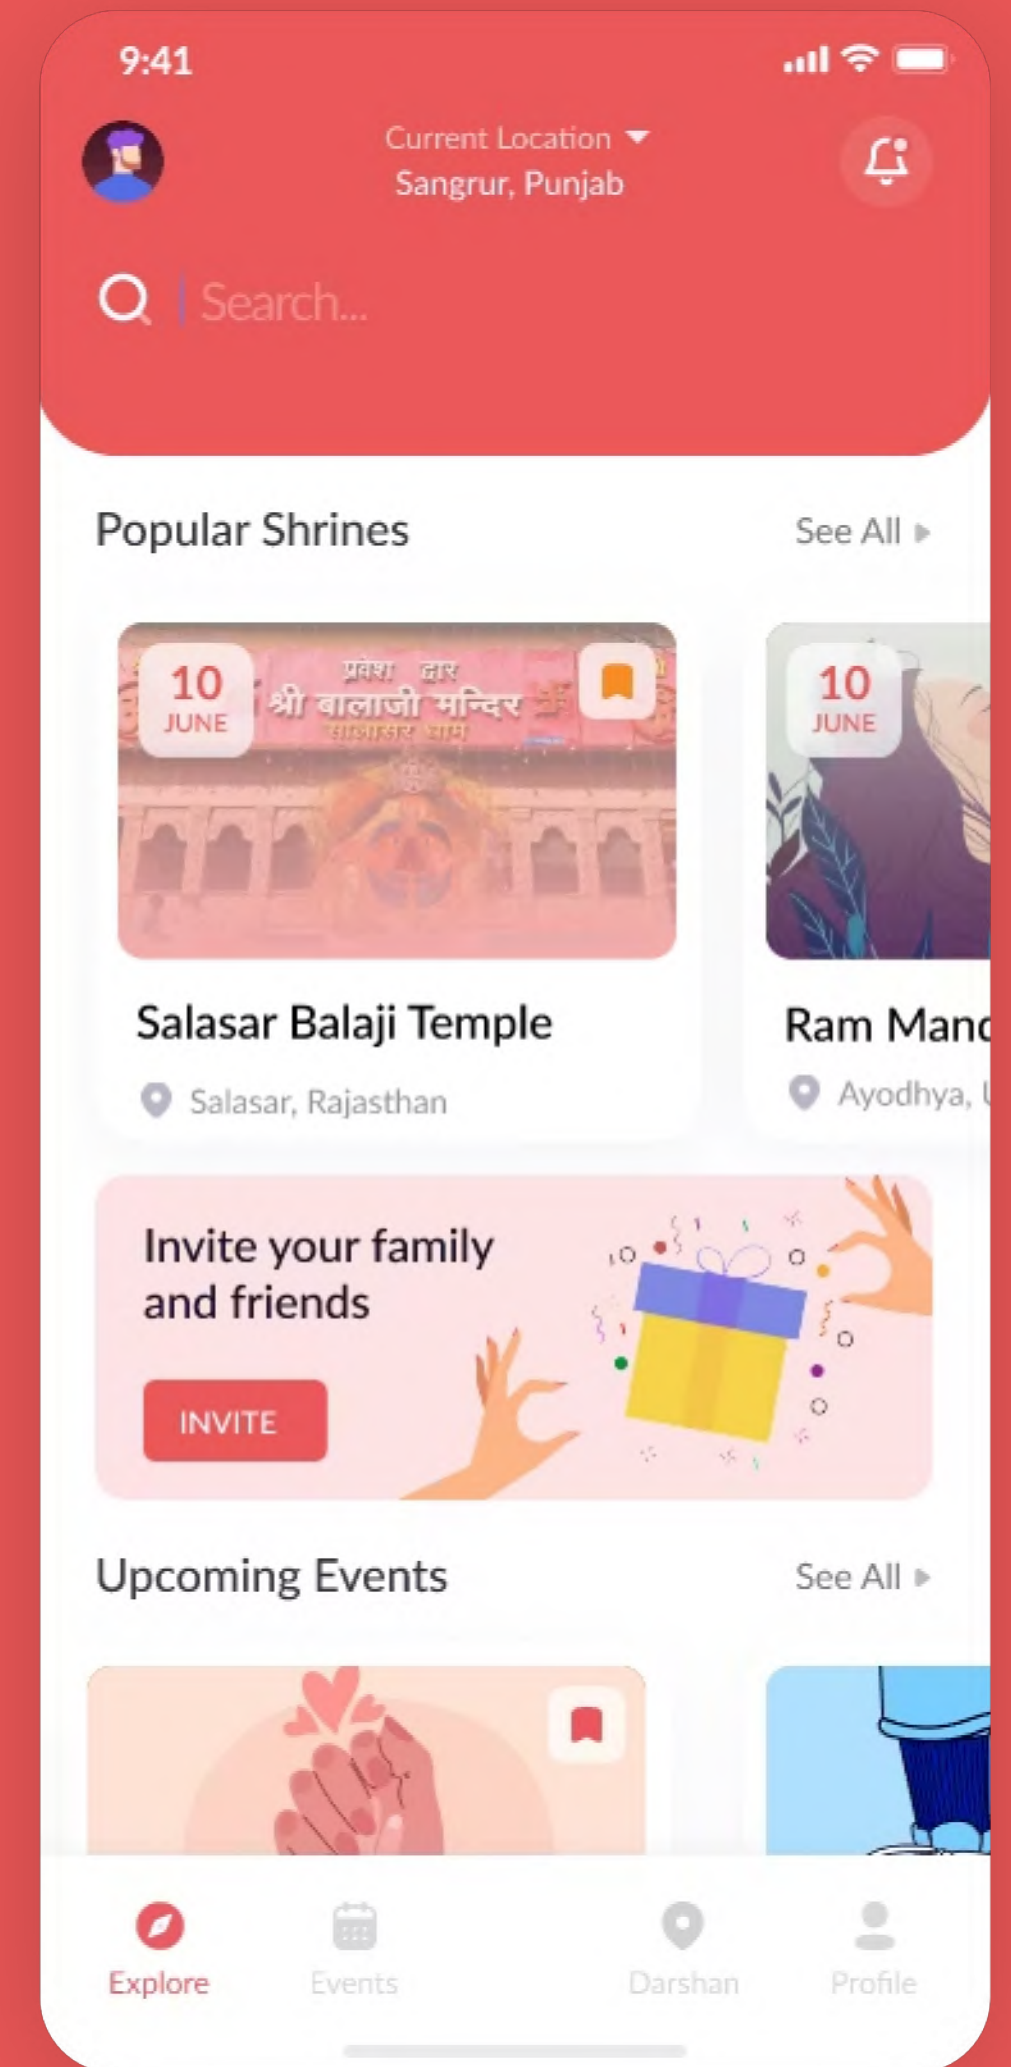 9:41
Current Location
Sangrur, Punjab
Search...
Popular Shrines
See All
10
JUNE
प्रवेश द्वार
श्री बालाजी मन्दिर
सालासर धाम
10
JUNE
Salasar Balaji Temple
Salasar, Rajasthan
Ram Mand
Ayodhya, U
Invite your family
and friends
INVITE
Upcoming Events
See All
Explore
Events
Darshan
Profile